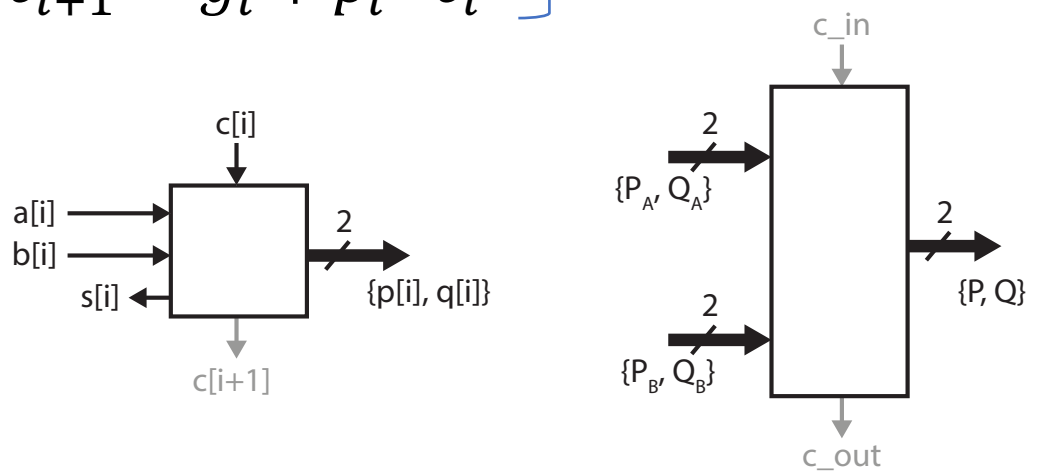 c[i]
a[i]
b[i]
s[i]
2
{p[i], q[i]}
c[i+1]
c_in
2
{P_A, Q_A}
2
{P_B, Q_B}
2
{P, Q}
c_out